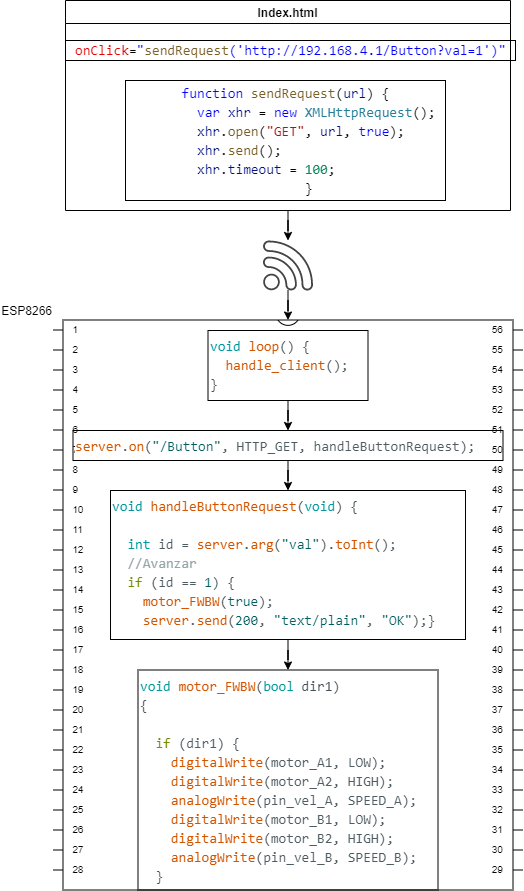 Index.html
onClick="sendRequest('http://192.168.4.1/Button?val=1')"
function sendRequest(url) {
var xhr = new XMLHttpRequest();
xhr.open("GET", url, true);
xhr.send();
xhr.timeout = 100;
}
ESP8266
1
56
void loop() {
2
55
handle_client();
3
54
}
4
53
5
52
6
51
server.on("/Button", HTTP_GET, handleButtonRequest);
50
8
49
9
48
void handleButtonRequest(void) {
10
47
11
46
int id = server.arg("val").toInt();
12
45
//Avanzar
13
44
if (id == 1) {
14
43
motor_FWBW(true);
15
42
server.send(200, "text/plain", "OK");}
16
41
17
40
18
39
void motor_FWBW(bool dir1)
19
38
{
20
37
21
36
if (dir1) {
22
35
digitalWrite(motor_A1, LOW);
23
34
digitalWrite(motor_A2, HIGH);
24
33
analogWrite(pin_vel_A, SPEED_A);
25
32
digitalWrite(motor_B1, LOW);
26
31
digitalWrite(motor_B2, HIGH);
27
30
analogWrite(pin_vel_B, SPEED_B);
28
29
}